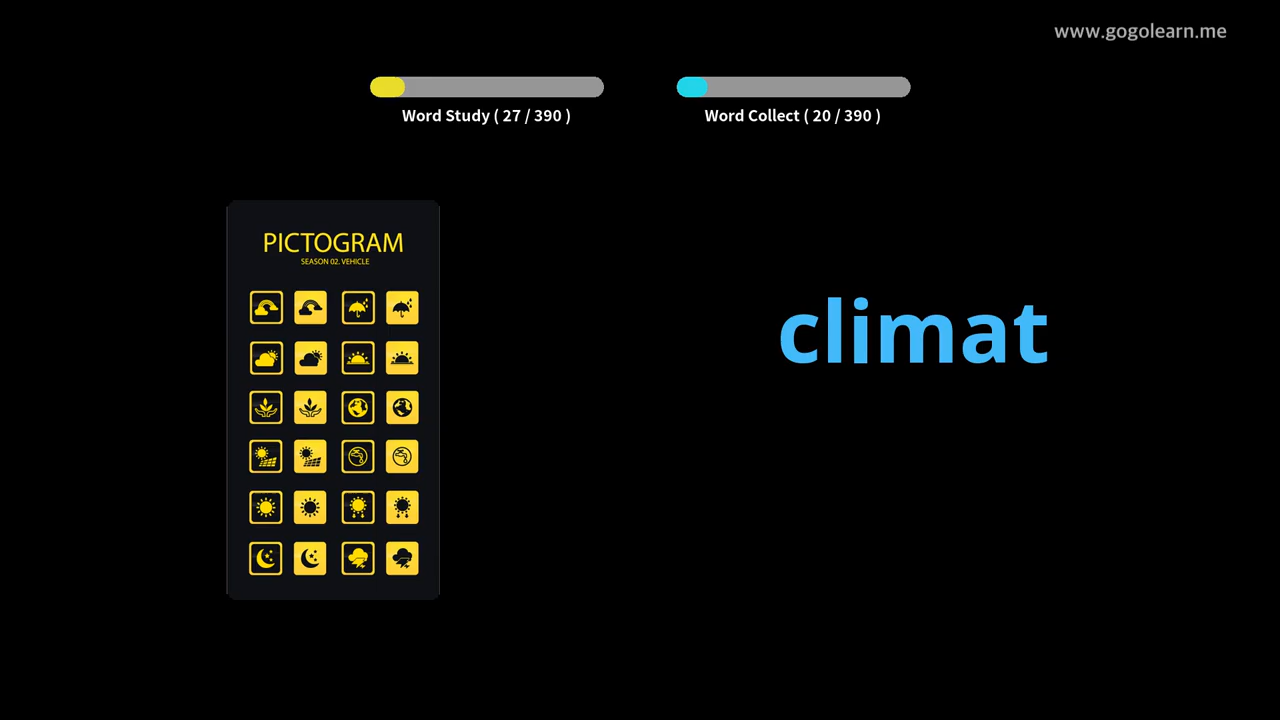 www.gogolearn.me
Word Study ( 27 / 390 )
Word Collect ( 20 / 390 )
PICTOGRAM
SEASON 02. VEHICLE
climat